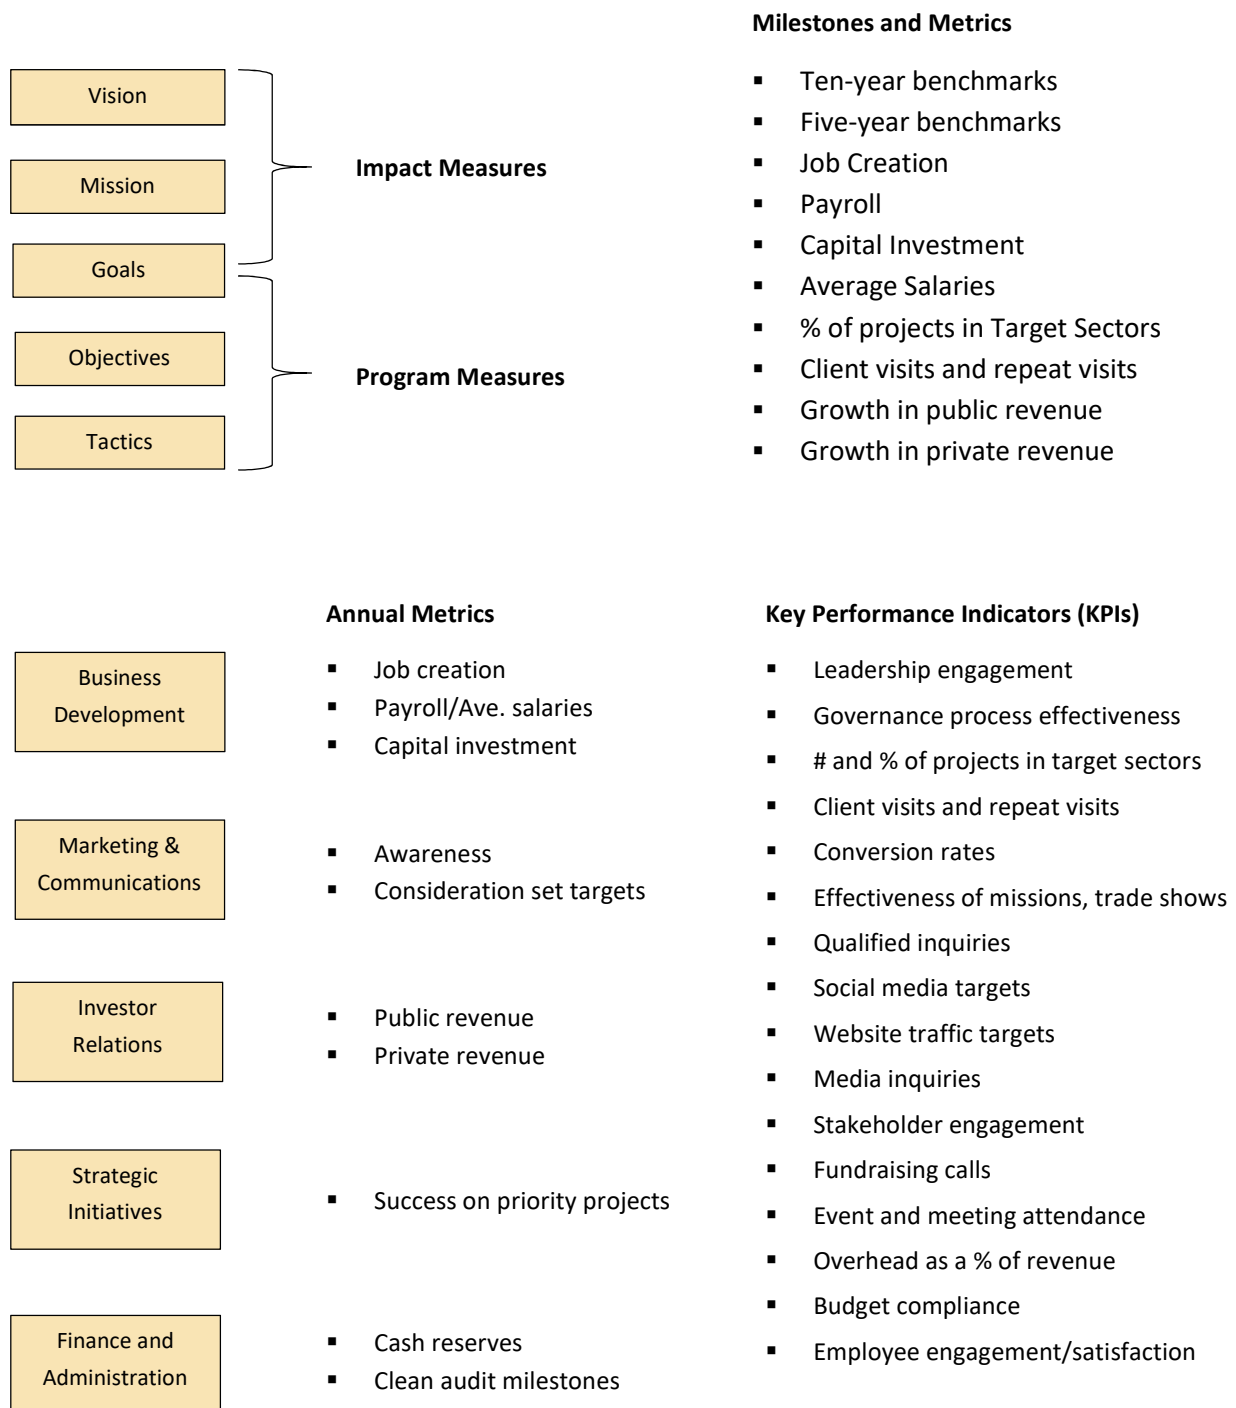 Milestones and Metrics
Vision
Mission
Goals
Objectives
Tactics
Impact Measures
Program Measures
▪ Ten-year benchmarks
▪ Five-year benchmarks
▪ Job Creation
▪ Payroll
▪ Capital Investment
▪ Average Salaries
▪ % of projects in Target Sectors
▪ Client visits and repeat visits
▪ Growth in public revenue
▪ Growth in private revenue
Annual Metrics
Business
Development
▪ Job creation
▪ Payroll/Ave. salaries
▪ Capital investment
Marketing &
Communications
▪ Awareness
▪ Consideration set targets
Investor
Relations
▪ Public revenue
▪ Private revenue
Strategic
Initiatives
▪ Success on priority projects
Finance and
Administration
▪ Cash reserves
▪ Clean audit milestones
Key Performance Indicators (KPIs)
▪ Leadership engagement
▪ Governance process effectiveness
▪ # and % of projects in target sectors
▪ Client visits and repeat visits
▪ Conversion rates
▪ Effectiveness of missions, trade shows
▪ Qualified inquiries
▪ Social media targets
▪ Website traffic targets
▪ Media inquiries
▪ Stakeholder engagement
▪ Fundraising calls
▪ Event and meeting attendance
▪ Overhead as a % of revenue
▪ Budget compliance
▪ Employee engagement/satisfaction